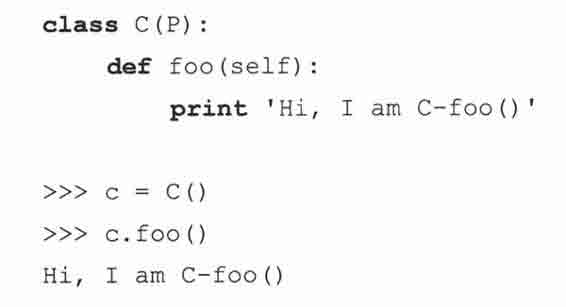 class C(P):
    def foo(self):
        print 'Hi, I am C-foo()'
>>> c = C()
>>> c.foo()
Hi, I am C-foo()